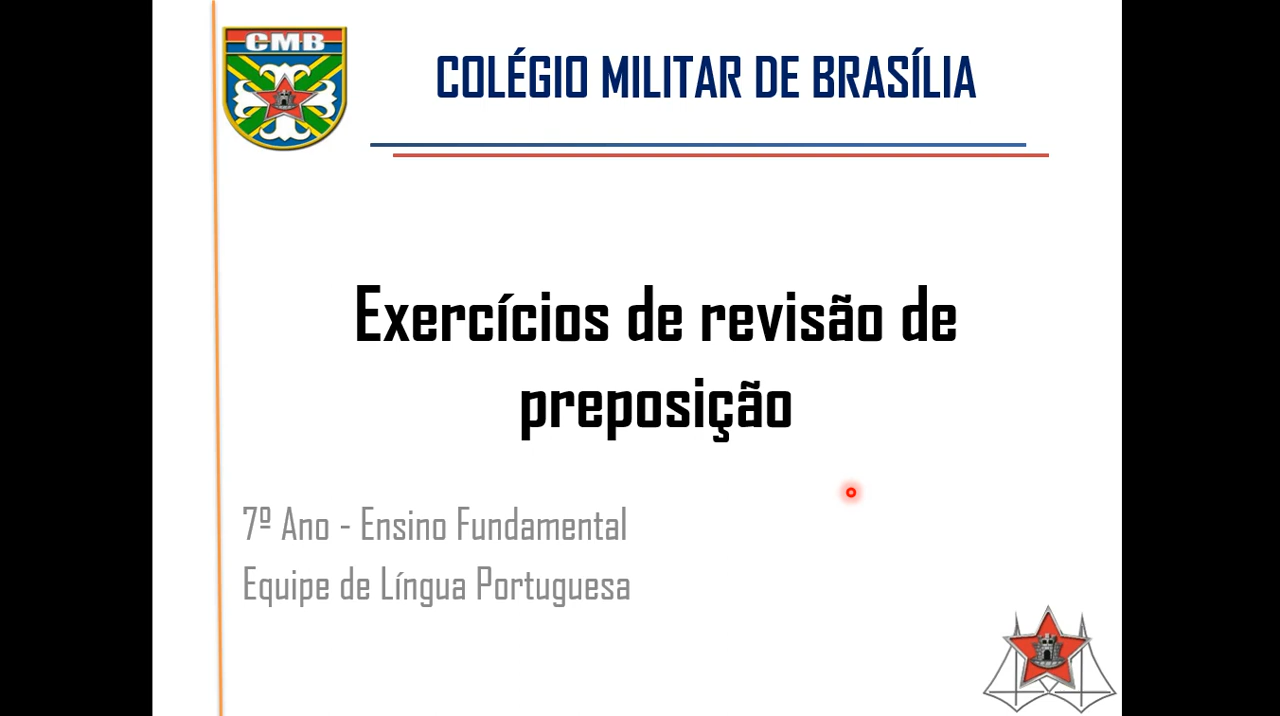 CMB
COLÉGIO MILITAR DE BRASÍLIA
Exercícios de revisão de
preposição
7º Ano - Ensino Fundamental
Equipe de Língua Portuguesa